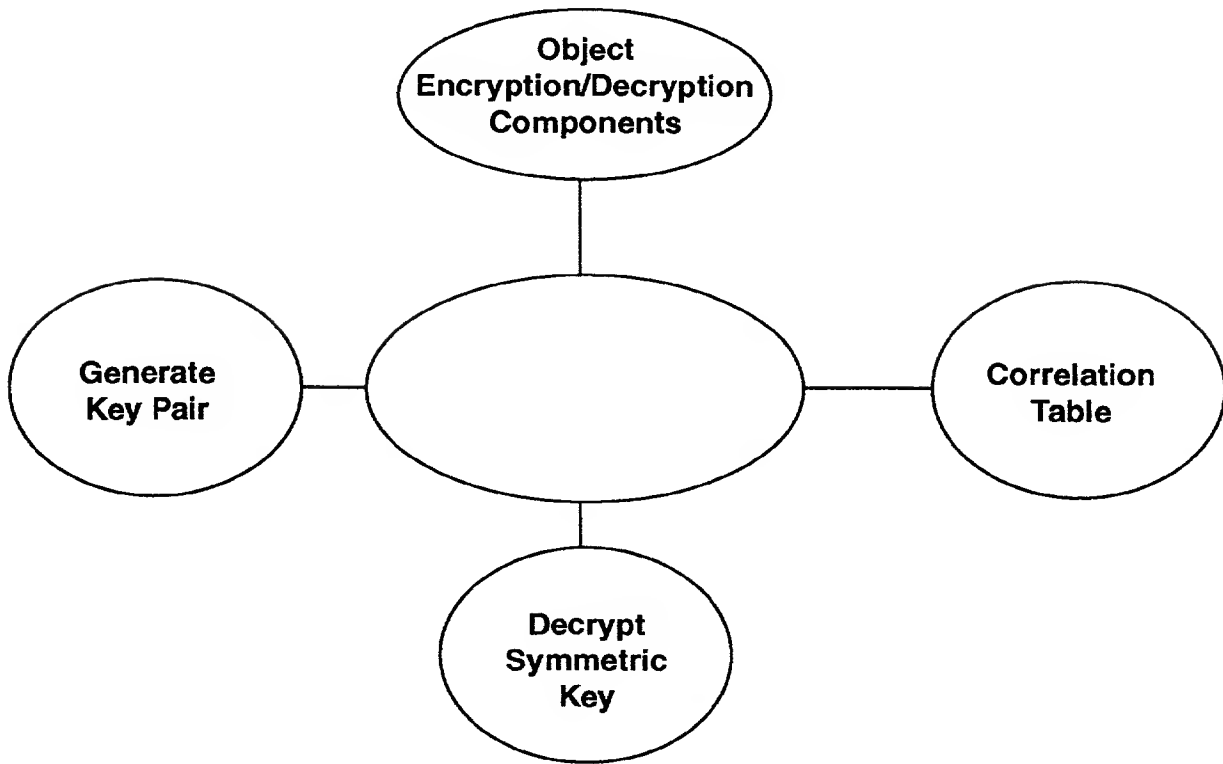 Object
Encryption/Decryption
Components
Generate
Key Pair
Correlation
Table
Decrypt
Symmetric
Key